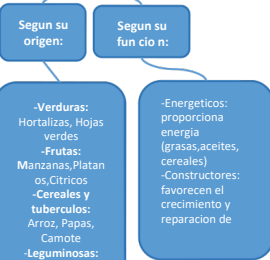 Segun su
origen:
Segun su
fun cio n:
-Verduras:
Hortalizas, Hojas
verdes
-Frutas:
Manzanas,Platan
os,Citricos
-Cereales y
tuberculos:
Arroz, Papas,
Camote
-Leguminosas:
-Energeticos:
proporciona
energia
(grasas,aceites,
cereales)
-Constructores:
favorecen el
crecimiento y
reparacion de